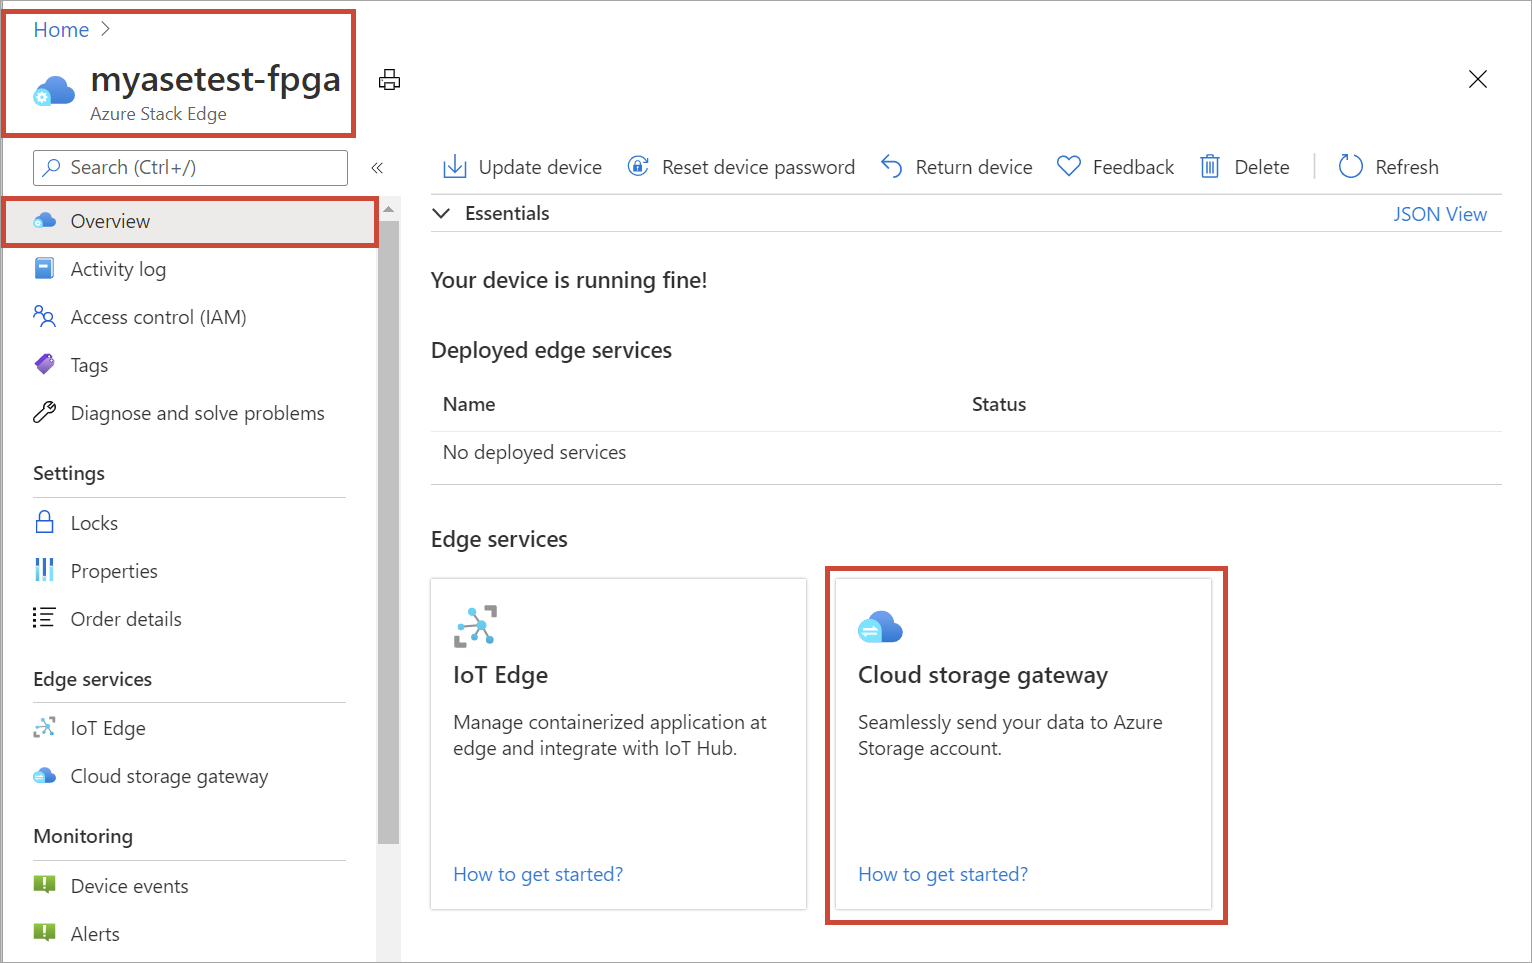 Home
myasetest-fpga
Azure Stack Edge
Search (Ctrl+/)
Overview
Activity log
Access control (IAM)
Tags
Diagnose and solve problems
Settings
Locks
Properties
Order details
Edge services
IoT Edge
Cloud storage gateway
Monitoring
Device events
Alerts
Update device
Reset device password
Return device
Feedback
Delete
Refresh
Essentials
JSON View
Your device is running fine!
Deployed edge services
Name Status
No deployed services
Edge services
IoT Edge
Manage containerized application at
edge and integrate with IoT Hub.
How to get started?
Cloud storage gateway
Seamlessly send your data to Azure
Storage account.
How to get started?